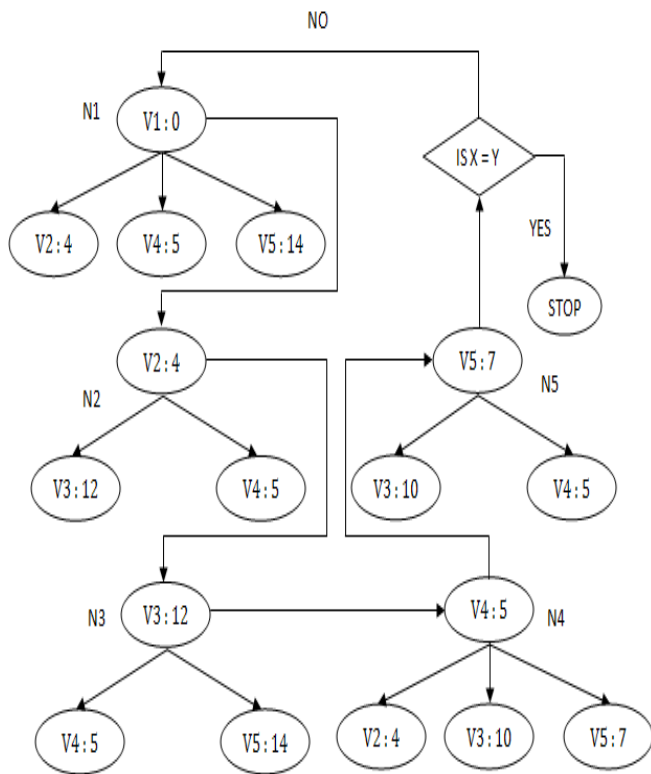 NO
N1
V1:0
IS X = Y
V2:4
V4:5
V5:14
YES
STOP
V2:4
V5:7
N2
N5
V3:12
V4:5
V3:10
V4:5
N3
V3:12
V4:5
N4
V4:5
V5:14
V2:4
V3:10
V5:7